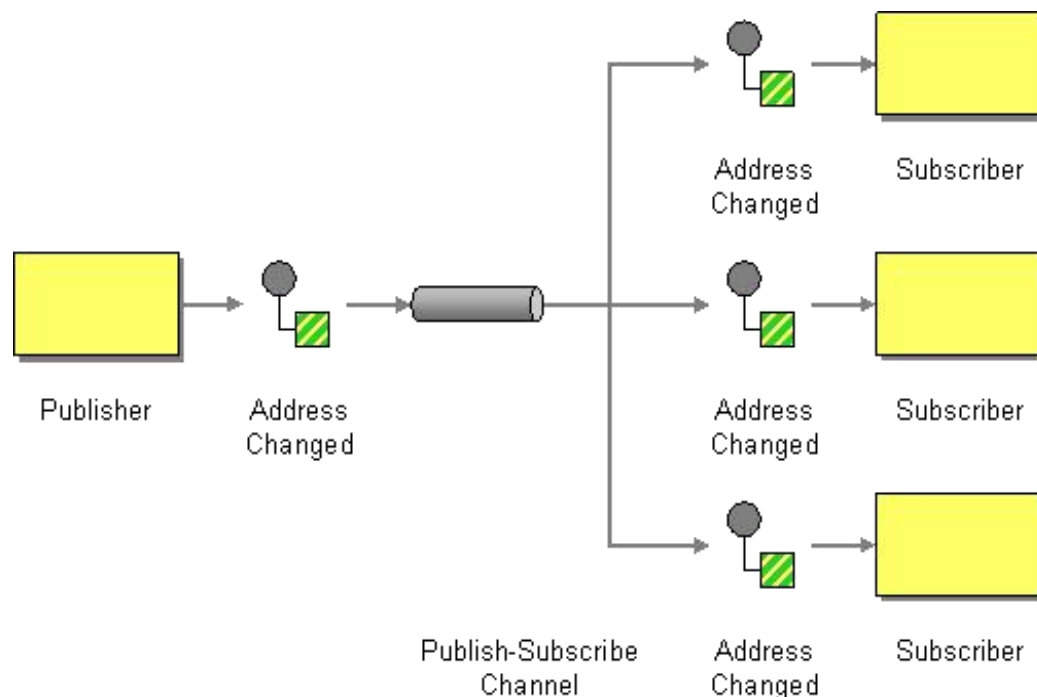 Address
Changed
Subscriber
Publisher
Address
Changed
Address
Changed
Subscriber
Publish-Subscribe
Channel
Address
Changed
Subscriber